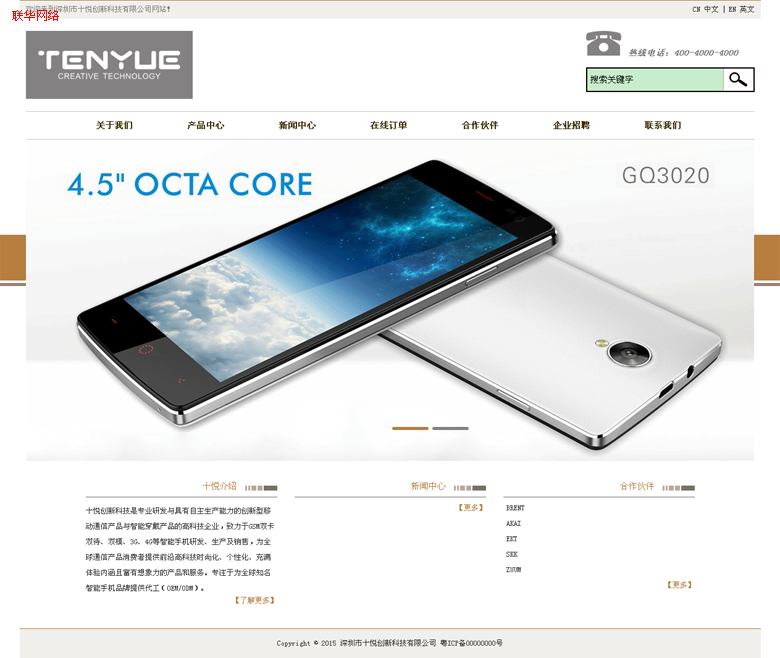 欢迎来到深圳市十悦创新科技有限公司网站!
联华网络
CN 中文 | EN 英文
TENYUE
CREATIVE TECHNOLOGY
热线电话: 400-4000-4000
搜索关键字
关于我们 产品中心 新闻中心 在线订单 合作伙伴 企业招聘 联系我们
4.5" OCTA CORE
GQ3020
十悦介绍
十悦创新科技是专业研发与具有自主生产能力的创新型移
动通信产品与智能穿戴产品的高科技企业,致力于GSM双卡
双待、双模、3G、4G等智能手机研发、生产及销售,为全
球通信产品消费者提供前沿高科技时尚化、个性化、充满
体验内涵且富有想象力的产品和服务。专注于为全球知名
智能手机品牌提供代工(OEM/ODM)。
【了解更多】
新闻中心
【更多】
合作伙伴
BRENT
AKAI
EKT
SKK
ZUUM
【更多】
Copyright © 2015 深圳市十悦创新科技有限公司 粤ICP备00000000号